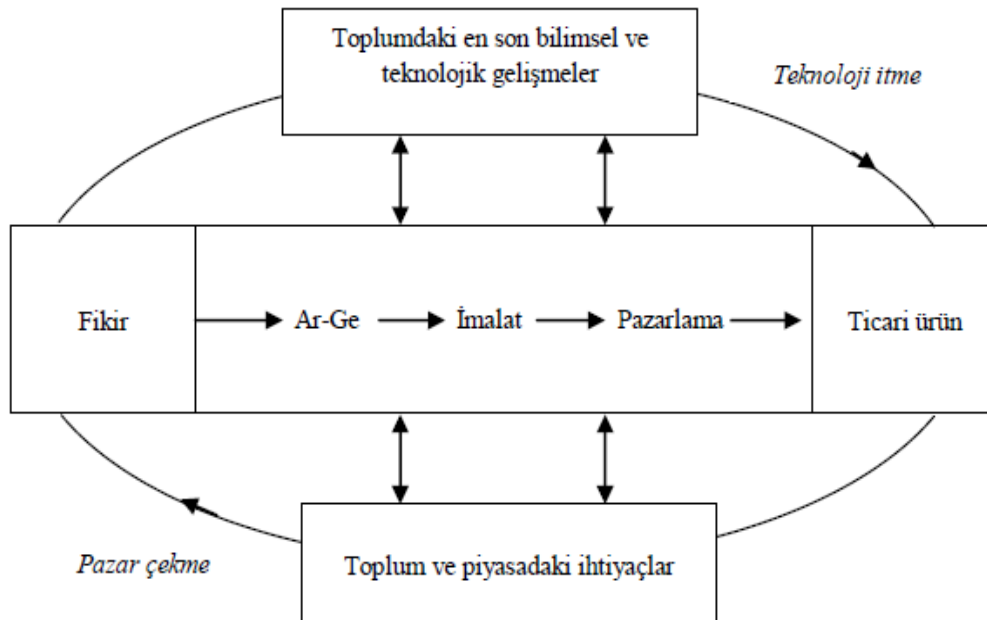 Toplumdaki en son bilimsel ve
teknolojik gelişmeler
Teknoloji itme
Fikir
Ar-Ge
İmalat
Pazarlama
Ticari ürün
Pazar çekme
Toplum ve piyasadaki ihtiyaçlar